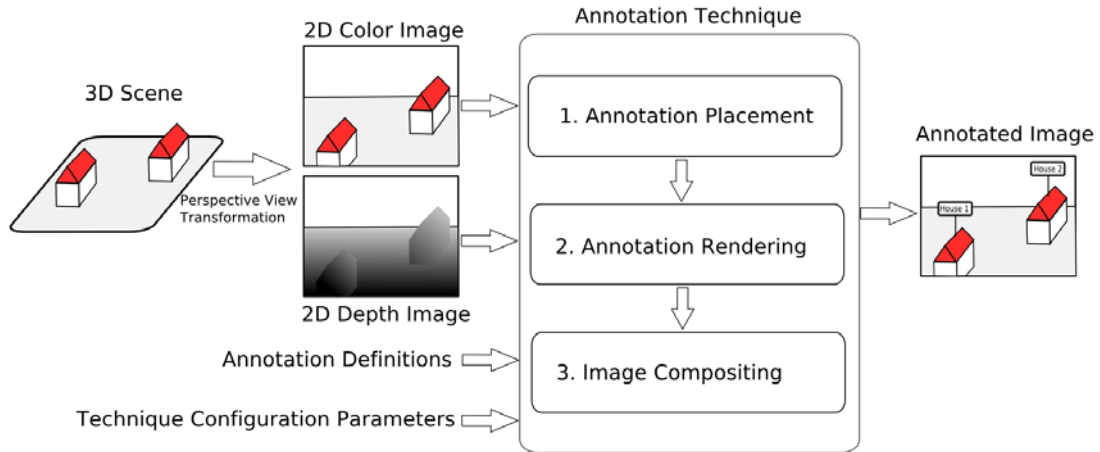 Annotation Technique
2D Color Image
3D Scene
1. Annotation Placement
Annotated Image
House 2
House 1
Perspective View
Transformation
2. Annotation Rendering
2D Depth Image
Annotation Definitions
3. Image Compositing
Technique Configuration Parameters